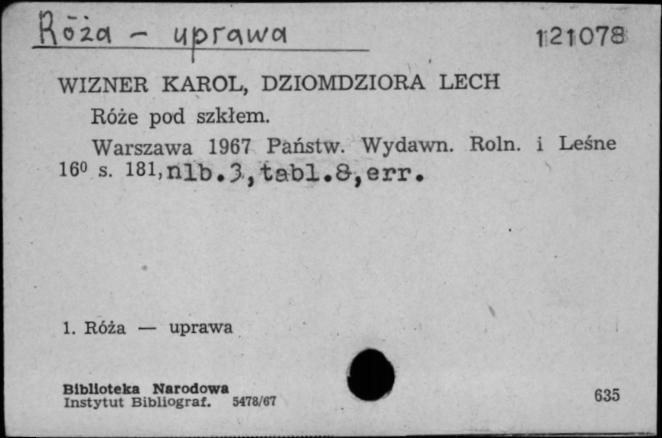 Róża - uprawa 121078
WIZNER KAROL, DZIOMDZIORA LECH
Róże pod szkłem.
Warszawa 1967 Państw. Wydawn. Roln. i Leśne
16⁰ s. 181, nlb.3, tabl.8, err.
1. Róża — uprawa
Biblioteka Narodowa
Instytut Bibliograf. 5478/67 635